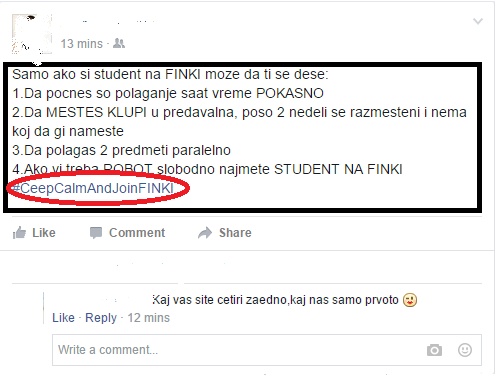 13 mins ·
Samo ako si student na FINKI moze da ti se dese:
1.Da pocnes so polaganje saat vreme POKASNO
2.Da MESTES KLUPI u predavalna, poso 2 nedeli se razmesteni i nema
koj da gi nameste
3.Da polagas 2 predmeti paralelno
4.Ako vi treba ROBOT slobodno najmete STUDENT NA FINKI
#CeepCalmAndJoinFINKI
Like Comment Share
Kaj vas site cetiri zaedno,kaj nas samo prvoto
Like · Reply · 12 mins
Write a comment...